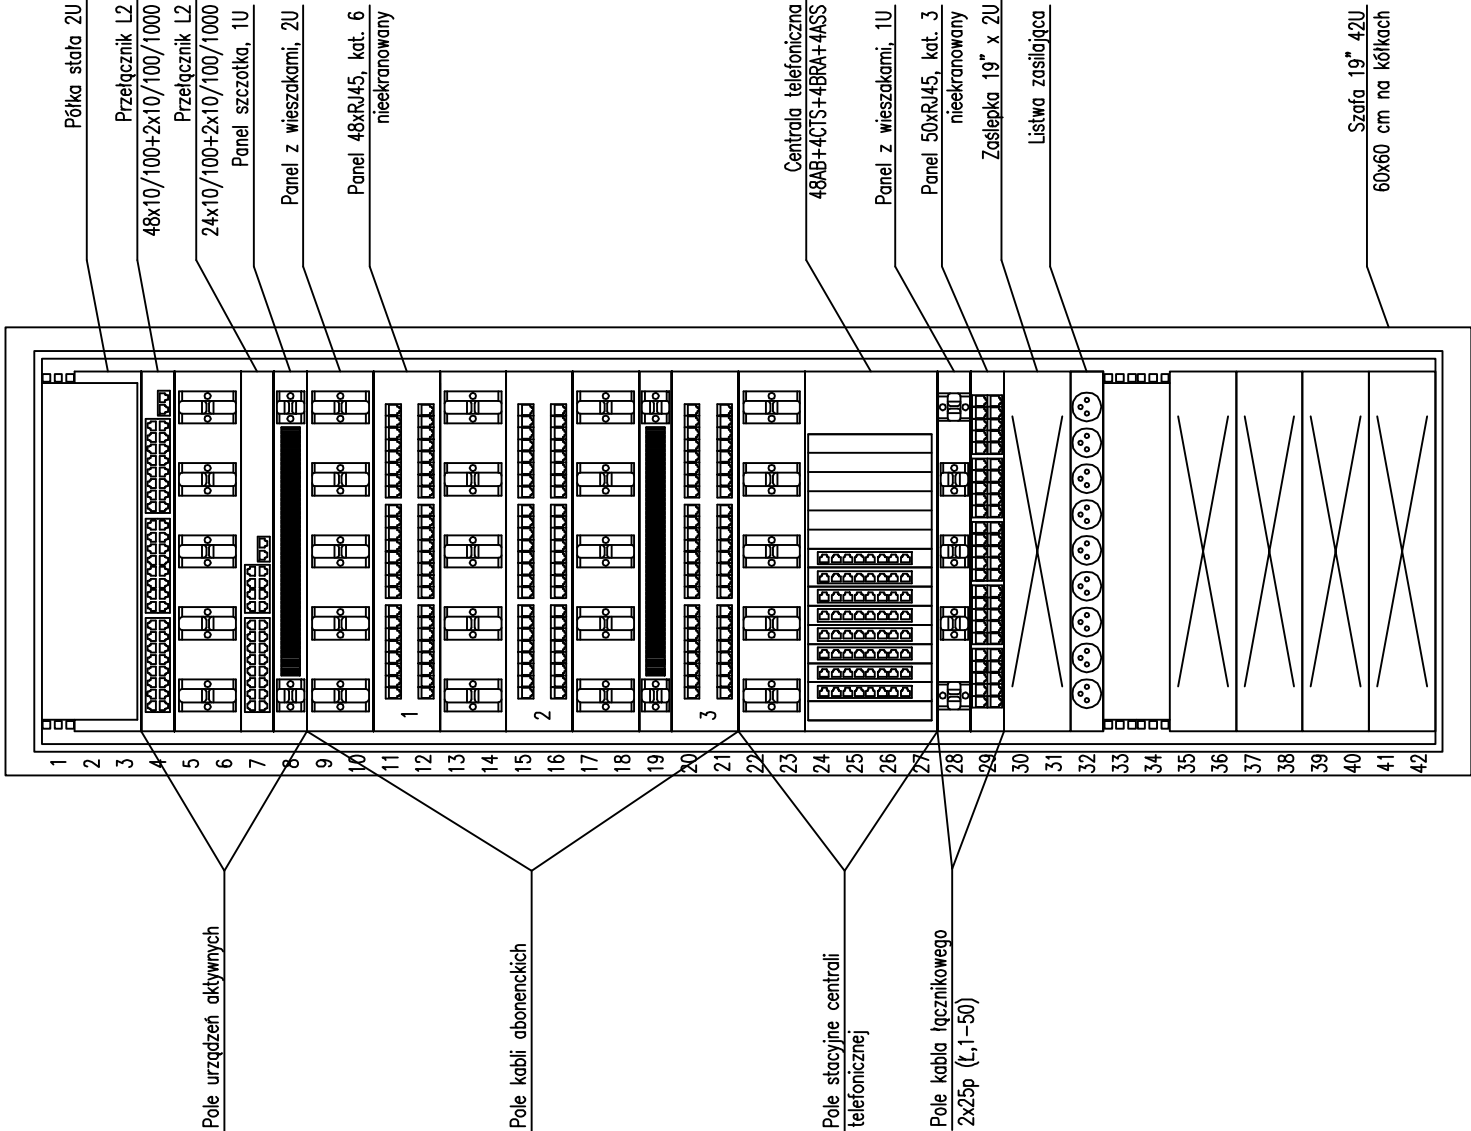 Półka stała 2U
Przełącznik L2
48x10/100+2x10/100/1000
Przełącznik L2
24x10/100+2x10/100/1000
Panel szczotka, 1U
Panel z wieszakami, 2U
Panel 48xRJ45, kat. 6
nieekranowany
Centrala telefoniczna
48AB+4CTS+4BRA+4ASS
Panel z wieszakami, 1U
Panel 50xRJ45, kat. 3
nieekranowany
Zaślepka 19" x 2U
Listwa zasilająca
Szafa 19" 42U
60x60 cm na kółkach
1
2
3
1
2
3
4
5
6
7
8
9
10
11
12
13
14
15
16
17
18
19
20
21
22
23
24
25
26
27
28
29
30
31
32
33
34
35
36
37
38
39
40
41
42
Pole urządzeń aktywnych
Pole kabli abonenckich
Pole stacyjne centrali
telefonicznej
Pole kabla łącznikowego
2x25p (Ł,1-50)